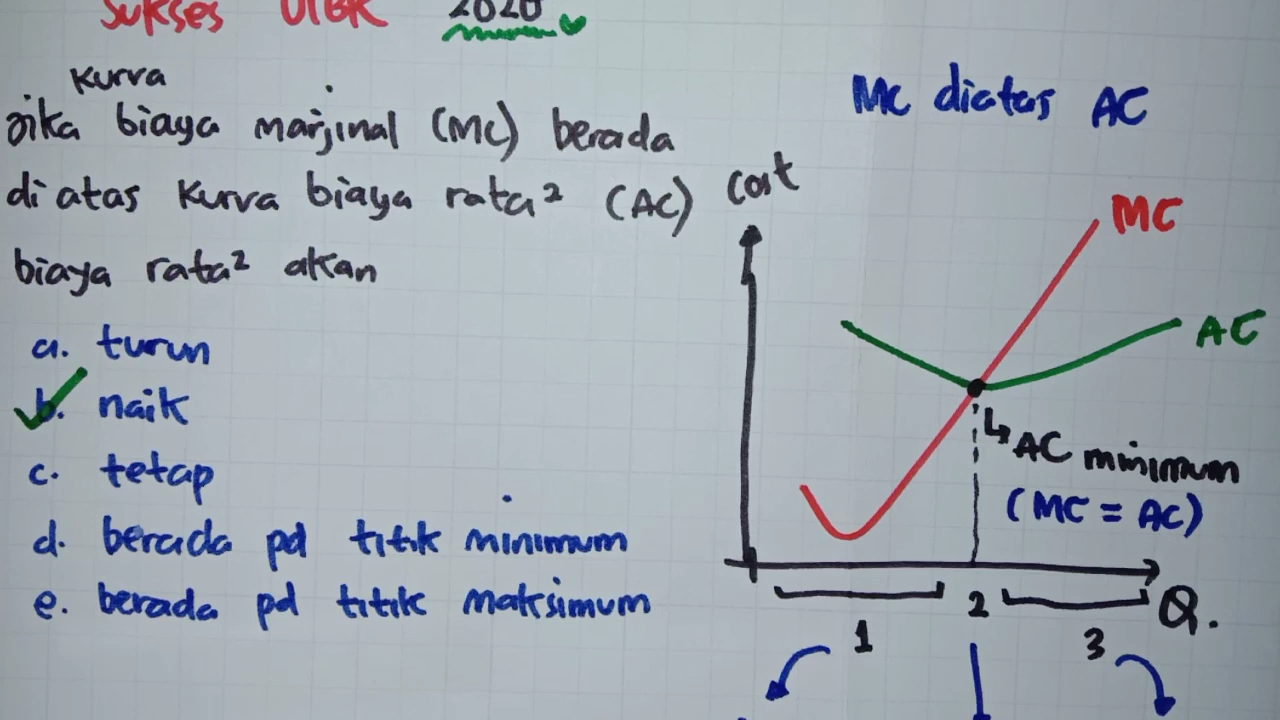 Sukses UTBK 2020
Kurva
Jika biaya marjinal (MC) berada
di atas kurva biaya rata² (AC)
biaya rata² akan
a. turun
b. naik
c. tetap
d. berada pd titik minimum
e. berada pd titik maksimum
MC diatas AC
Cost
MC
AC
AC minimum
(MC = AC)
Q.
1
2
3